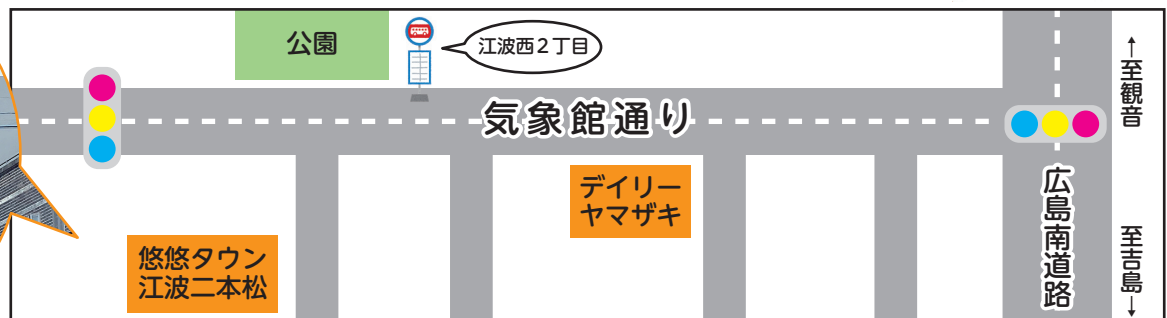 公園
江波西2丁目
←至観音
気象館通り
デイリー
ヤマザキ
広島南道路
悠悠タウン
江波二本松
至吉島→